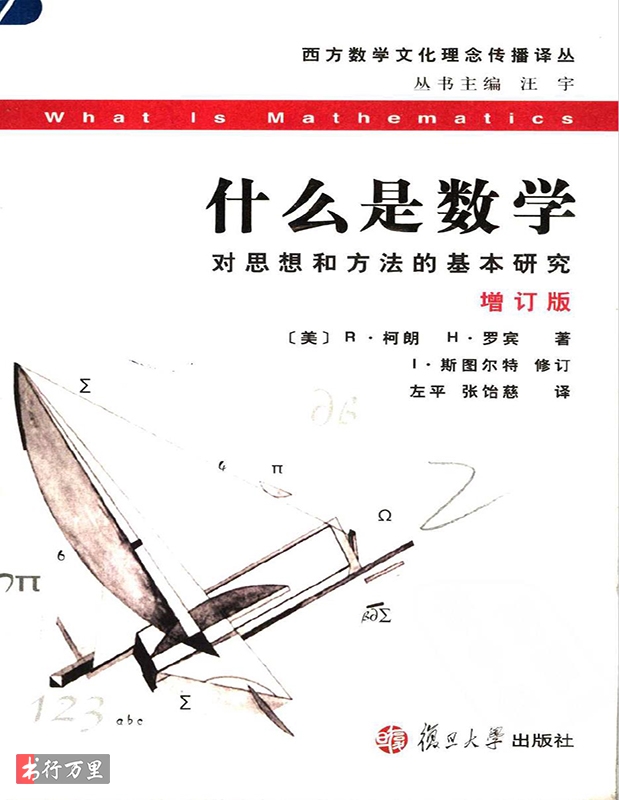 西方数学文化理念传播译丛
丛书主编 汪宇
What Is Mathematics
什么是数学
对思想和方法的基本研究
增订版
〔美〕R·柯朗 H·罗宾 著
I·斯图尔特 修订
左平 张饴慈 译
Σ
∂B
4 π
Ω
6
π
β∂Σ
123
abc
Σ
复旦大学出版社
书行万里